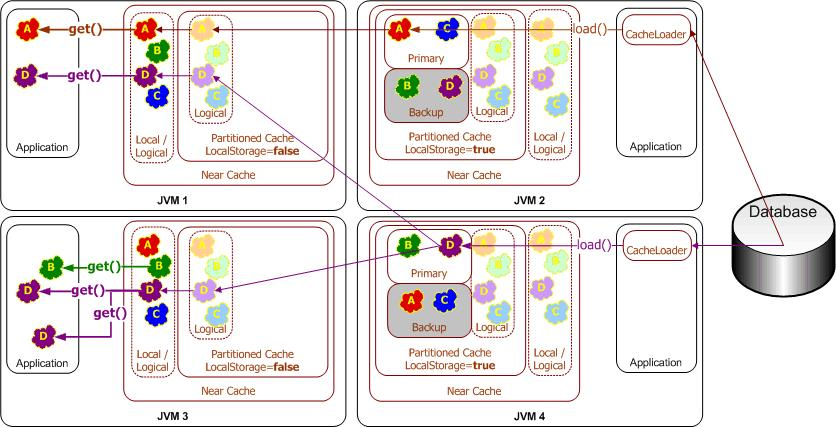 A
get()
A
A
B
B
D
get()
D
D
C
C
Logical
Application
Local /
Logical
Partitioned Cache
LocalStorage=false
Near Cache
JVM 1
A
C
A
A
load()
CacheLoader
Primary
B
B
B
D
D
D
C
C
Backup
Logical
Partitioned Cache
LocalStorage=true
Local /
Logical
Application
Near Cache
JVM 2
Database
A
A
B
get()
B
B
D
get()
D
D
get()
C
C
D
Logical
Application
Local /
Logical
Partitioned Cache
LocalStorage=false
Near Cache
JVM 3
B
D
A
A
load()
CacheLoader
Primary
B
B
A
C
D
D
C
C
Backup
Logical
Partitioned Cache
LocalStorage=true
Local /
Logical
Application
Near Cache
JVM 4